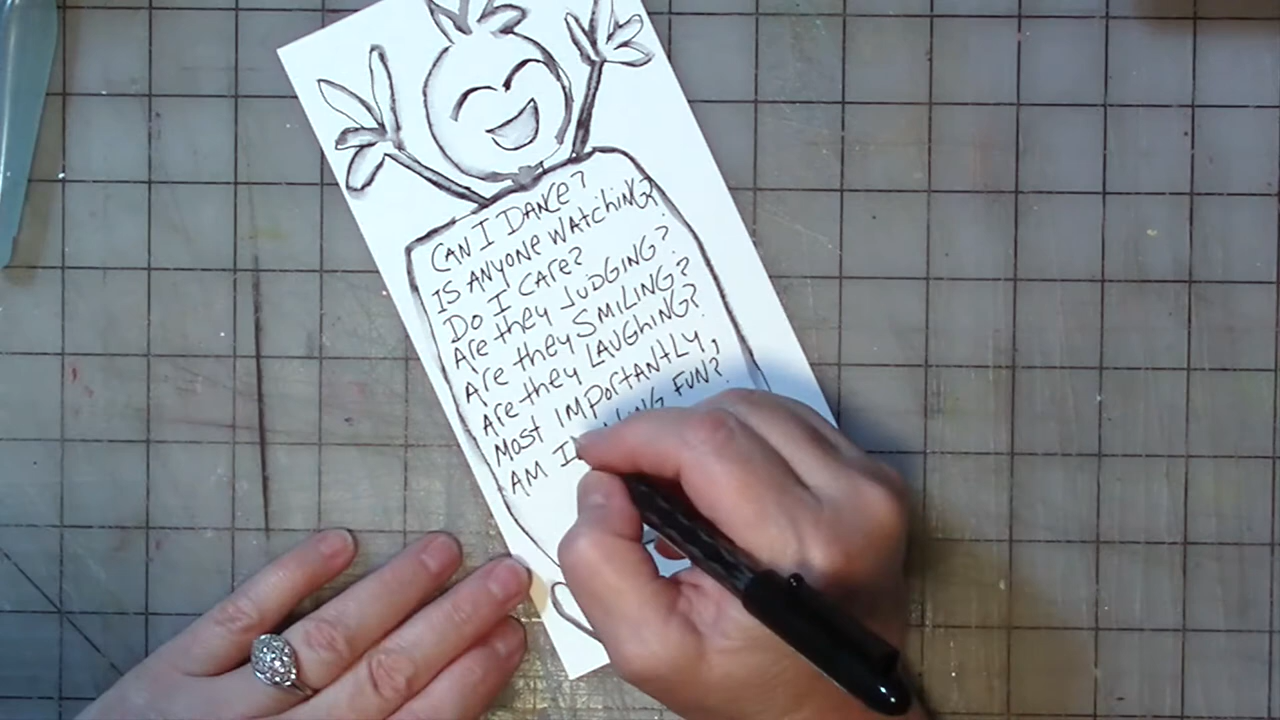 CAN I DANCE?
IS ANYONE WATCHING?
DO I CARE?
Are they JUDGING?
Are they SMILING?
Are they LAUGHING?
MOST IMPORTANTLY,
AM I FUN?